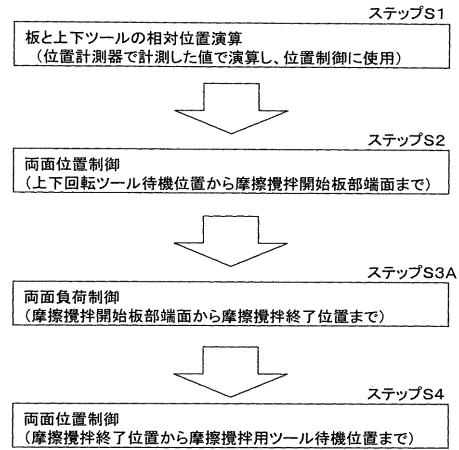 ステップS1
板と上下ツールの相対位置演算
(位置計測器で計測した値で演算し、位置制御に使用)
ステップS2
両面位置制御
(上下回転ツール待機位置から摩擦攪拌開始板部端面まで)
ステップS3A
両面負荷制御
(摩擦攪拌開始板部端面から摩擦攪拌終了位置まで)
ステップS4
両面位置制御
(摩擦攪拌終了位置から摩擦攪拌用ツール待機位置まで)